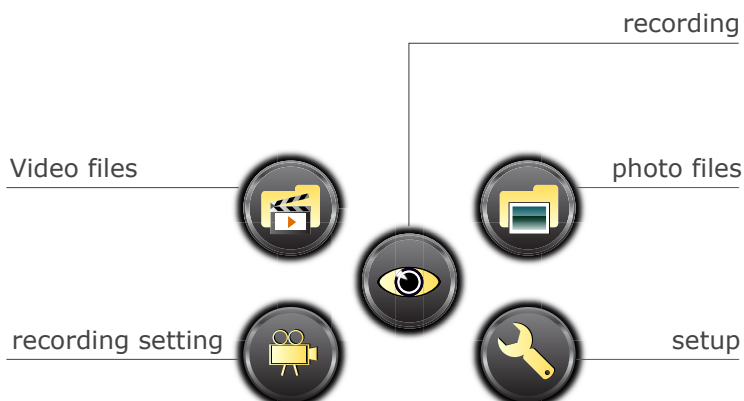 recording
Video files
photo files
recording setting
setup